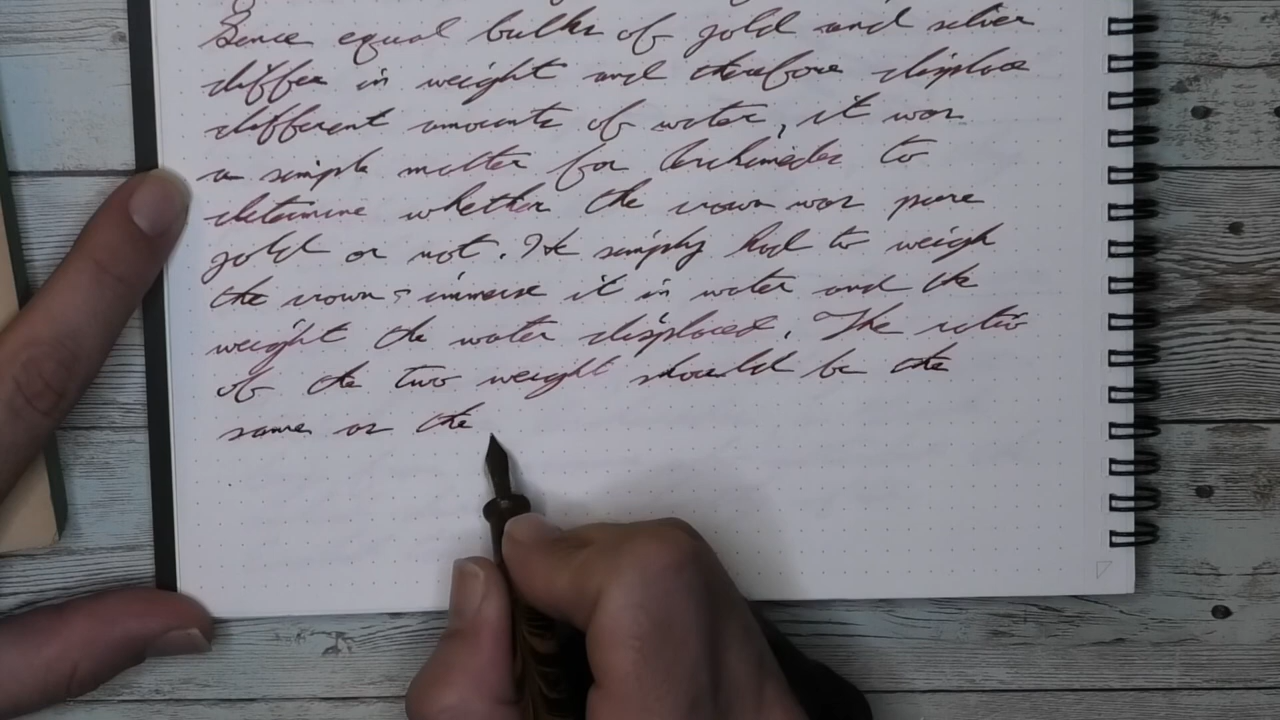 Since equal bulks of gold and silver
differ in weight and therefore displace
different amounts of water, it was
a simple matter for Archimedes to
determine whether the crown was pure
gold or not. He simply had to weigh
the crown, immerse it in water and the
weight the water displaced. The ratio
of the two weight should be the
same as the